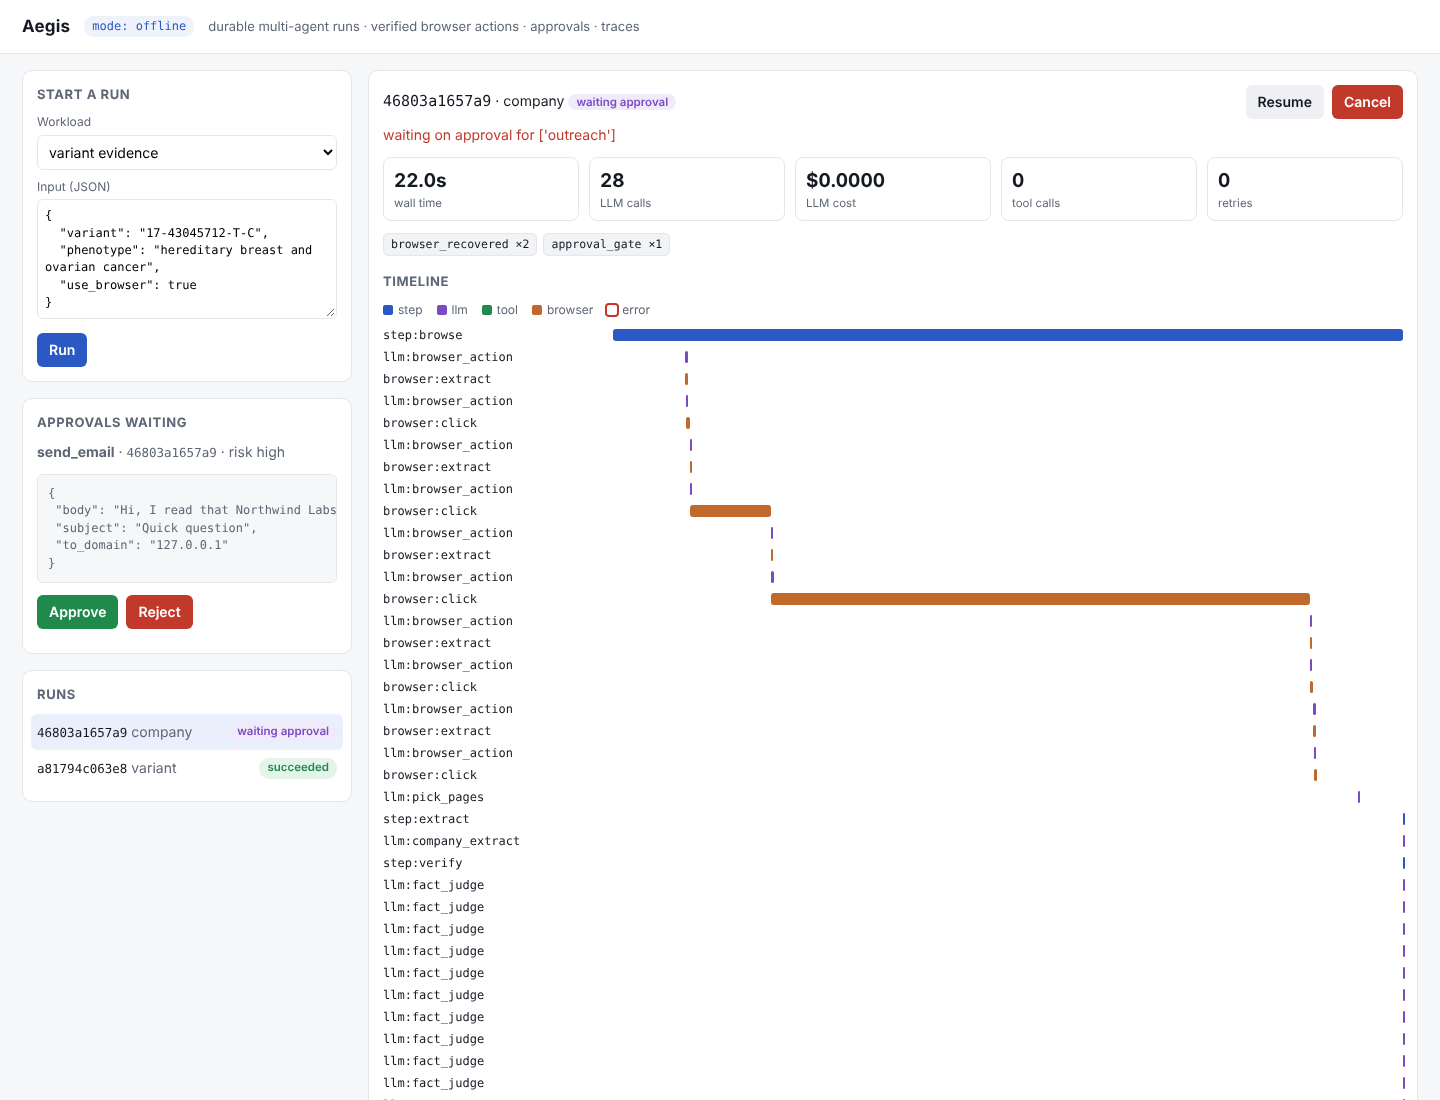 Aegis mode: offline durable multi-agent runs · verified browser actions · approvals · traces
START A RUN
Workload
variant evidence
Input (JSON)
{
  "variant": "17-43045712-T-C",
  "phenotype": "hereditary breast and
ovarian cancer",
  "use_browser": true
}
Run
APPROVALS WAITING
send_email · 46803a1657a9 · risk high
{
 "body": "Hi, I read that Northwind Labs
 "subject": "Quick question",
 "to_domain": "127.0.0.1"
}
Approve Reject
RUNS
46803a1657a9 company waiting approval
a81794c063e8 variant succeeded
46803a1657a9 · company waiting approval Resume Cancel
waiting on approval for ['outreach']
22.0s
wall time
28
LLM calls
$0.0000
LLM cost
0
tool calls
0
retries
browser_recovered ×2 approval_gate ×1
TIMELINE
step llm tool browser error
step:browse
llm:browser_action
browser:extract
llm:browser_action
browser:click
llm:browser_action
browser:extract
llm:browser_action
browser:click
llm:browser_action
browser:extract
llm:browser_action
browser:click
llm:browser_action
browser:extract
llm:browser_action
browser:click
llm:browser_action
browser:extract
llm:browser_action
browser:click
llm:pick_pages
step:extract
llm:company_extract
step:verify
llm:fact_judge
llm:fact_judge
llm:fact_judge
llm:fact_judge
llm:fact_judge
llm:fact_judge
llm:fact_judge
llm:fact_judge
llm:fact_judge
llm:fact_judge